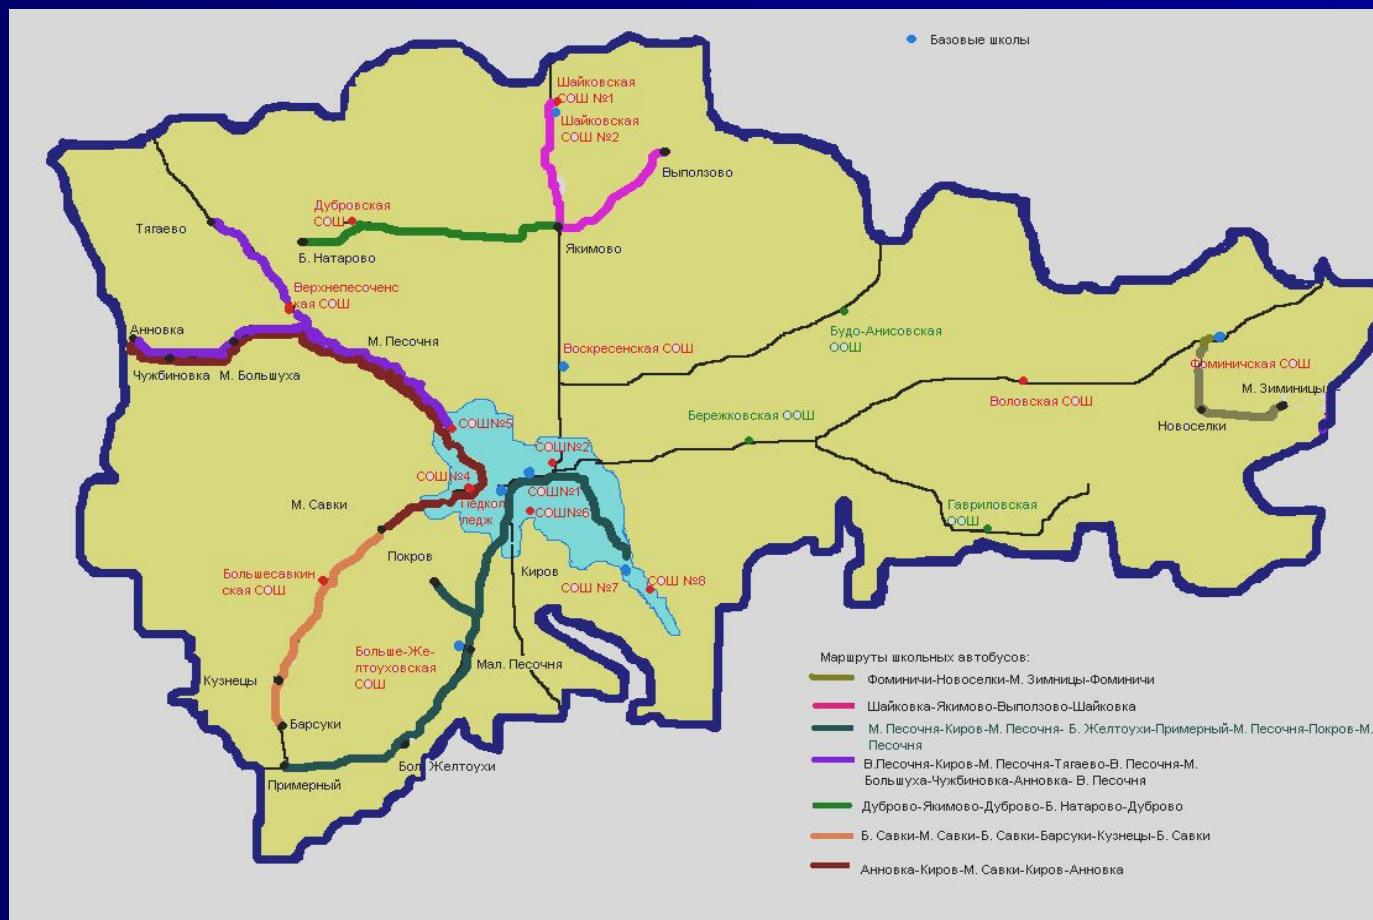 Базовые школы
Шайковская
СОШ №1
Шайковская
СОШ №2
Выползово
Дубровская
СОШ
Тягаево
Б. Натарово
Якимово
Верхнепесоченс
кая СОШ
Анновка
М. Песочня
Чужбиновка
М. Большуха
Воскресенская СОШ
Будо-Анисовская
ООШ
Фоминичская СОШ
М. Зиминицы
Воловская СОШ
Новоселки
Бережковская ООШ
СОШ№5
СОШ№2
СОШ№4
СОШ№1
Педкол
ледж
СОШ№6
М. Савки
Гавриловская
ООШ
Покров
Киров
Большесавкин
ская СОШ
СОШ №7
СОШ №8
Больше-Же-
лтоуховская
СОШ
Мал. Песочня
Кузнецы
Барсуки
Бол. Желтоухи
Примерный
Маршруты школьных автобусов:
Фоминичи-Новоселки-М. Зимницы-Фоминичи
Шайковка-Якимово-Выползово-Шайковка
М. Песочня-Киров-М. Песочня- Б. Желтоухи-Примерный-М. Песочня-Покров-М.
Песочня
В.Песочня-Киров-М. Песочня-Тягаево-В. Песочня-М.
Большуха-Чужбиновка-Анновка- В. Песочня
Дуброво-Якимово-Дуброво-Б. Натарово-Дуброво
Б. Савки-М. Савки-Б. Савки-Барсуки-Кузнецы-Б. Савки
Анновка-Киров-М. Савки-Киров-Анновка